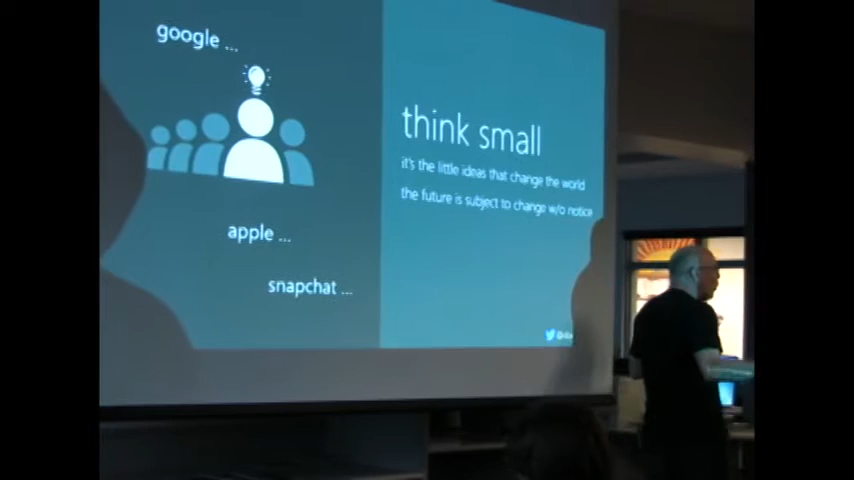 google ...
apple ...
snapchat ...
think small
it's the little ideas that change the world
the future is subject to change w/o notice